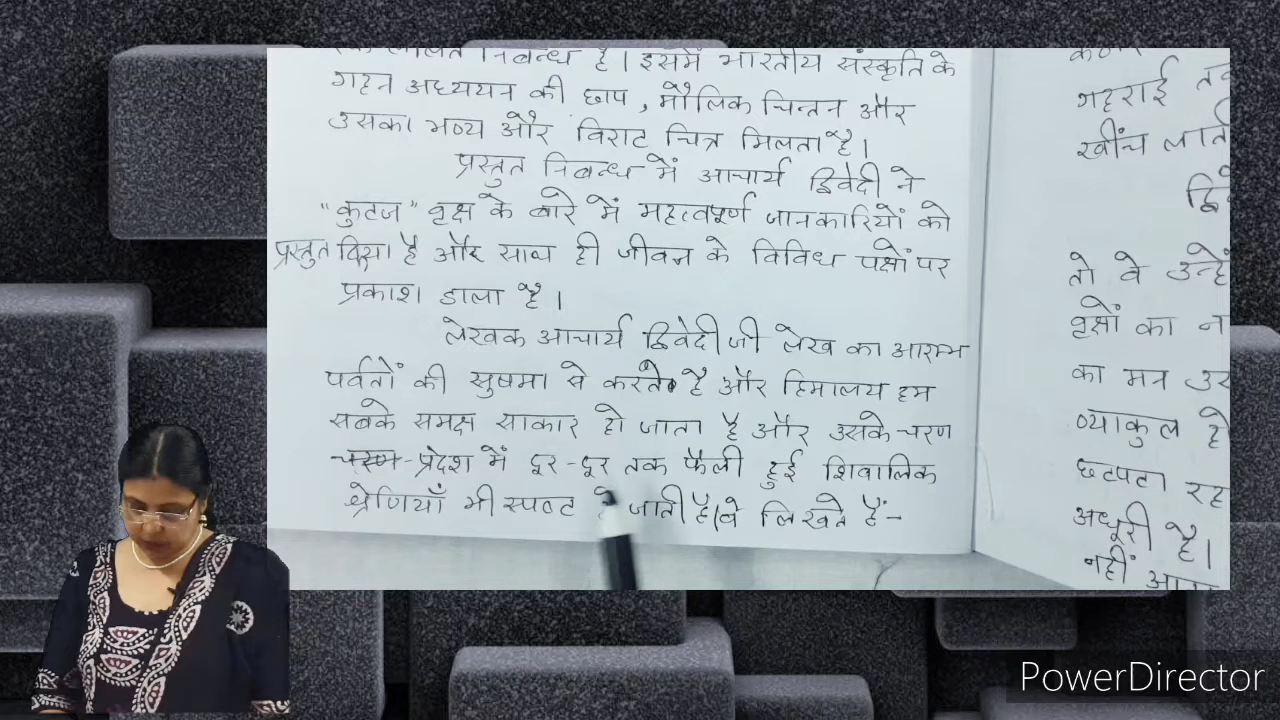 निबन्ध है। इसमें भारतीय संस्कृति के
गहन अध्ययन की छाप, मौलिक चिन्तन और
उसका भव्य और विराट चित्र मिलता है।
प्रस्तुत निबन्ध में आचार्य द्विवेदी ने
"कुटज" वृक्ष के बारे में महत्वपूर्ण जानकारियों को
प्रस्तुत किया है और साथ ही जीवन के विविध पक्षों पर
प्रकाश डाला है।
लेखक आचार्य द्विवेदी जी लेख का आरम्भ
पर्वतों की सुषमा से करते है और हिमालय हम
सबके समक्ष साकार हो जाता है और उसके चरण
चरण-प्रदेश में दूर-दूर तक फैली हुई शिवालिक
श्रेणियाँ भी स्पष्ट हो जाती है। वे लिखते हैं-
गहराई
खींच
तो वे उन्हें
वृक्षों का
का मन
व्याकुल हो
छटपटा
अधूरी है।
नहीं
PowerDirector